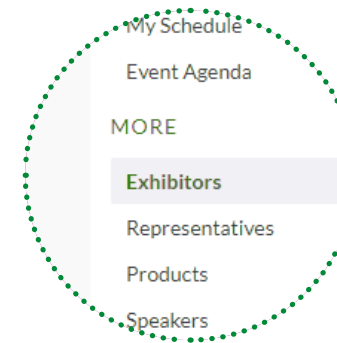 My Schedule
Event Agenda
MORE
Exhibitors
Representatives
Products
Speakers